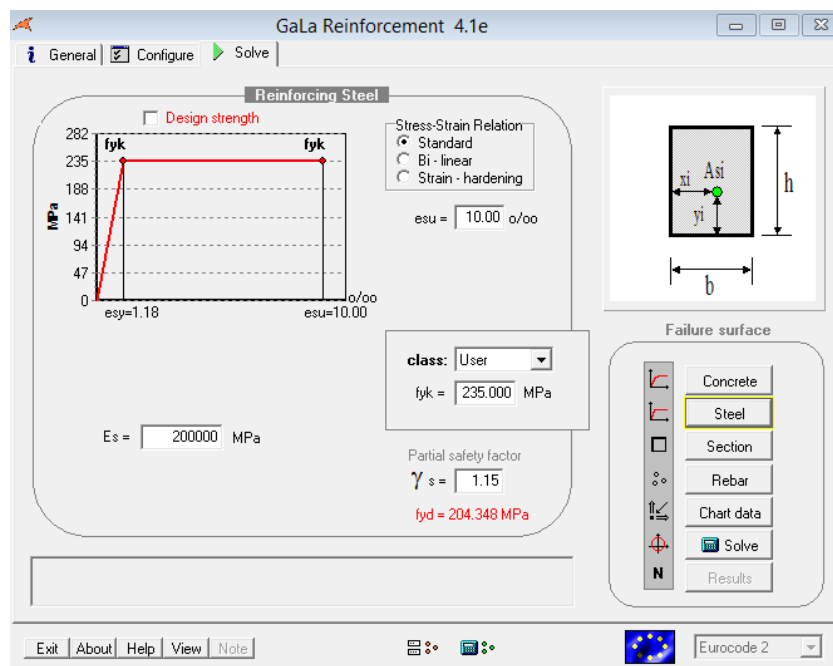 GaLa Reinforcement 4.1e
General Configure Solve
Reinforcing Steel
Design strength
282
235
188
141
94
47
0
MPa
fyk fyk
o/oo
esy=1.18 esu=10.00
Stress-Strain Relation
Standard
Bi - linear
Strain - hardening
esu = 10.00 o/oo
class: User
fyk = 235.000 MPa
Es = 200000 MPa
Partial safety factor
γ s = 1.15
fyd = 204.348 MPa
xi Asi
yi
h
b
Failure surface
Concrete
Steel
Section
Rebar
Chart data
Solve
N Results
Exit About Help View Note
Eurocode 2